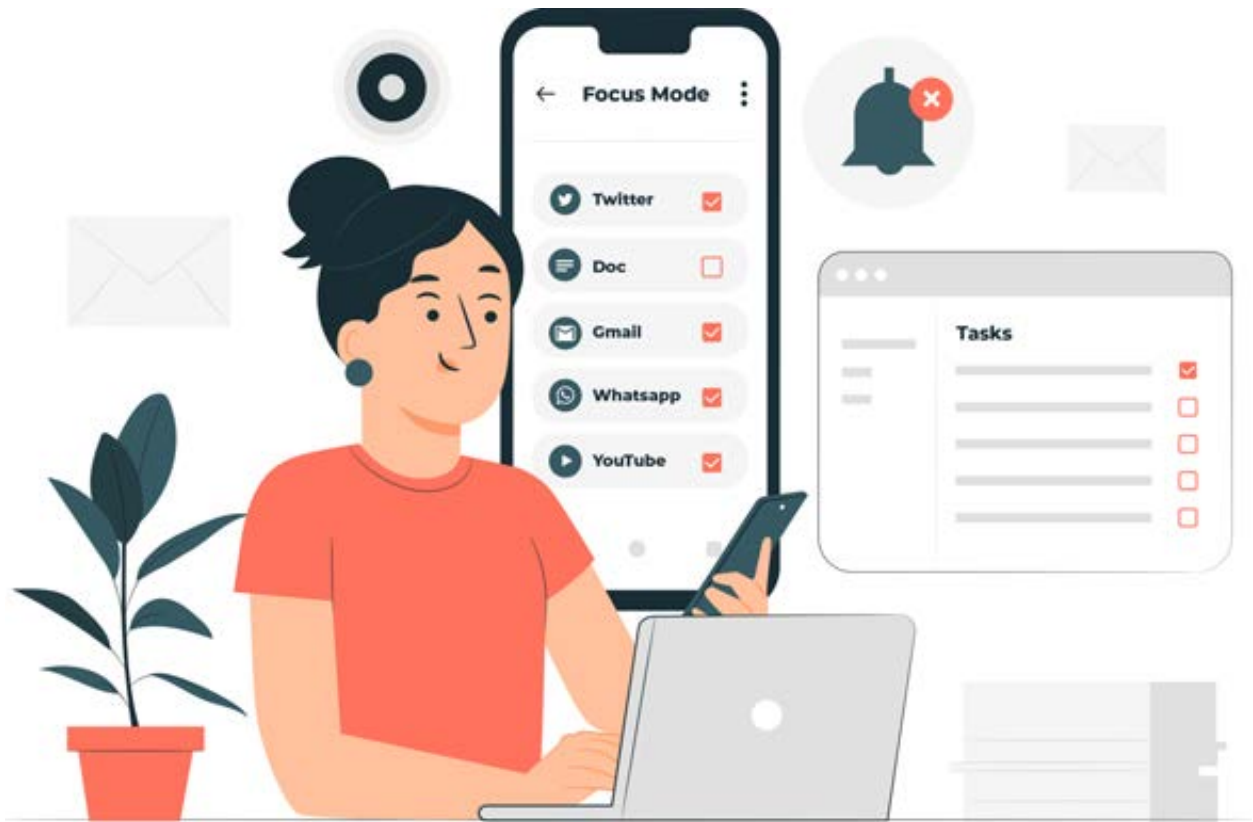 Focus Mode
Twitter
Doc
Gmail
Whatsapp
YouTube
Tasks